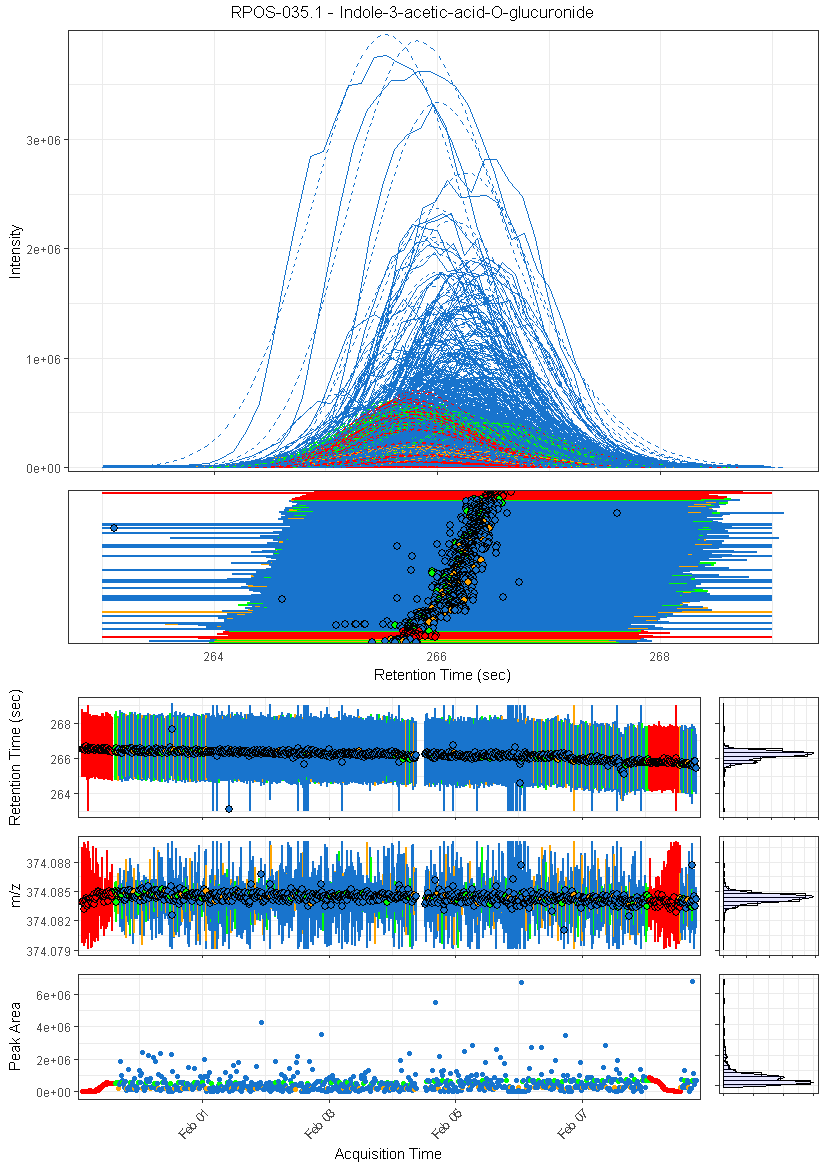 RPOS-035.1 - Indole-3-acetic-acid-O-glucuronide
Intensity
3e+06
2e+06
1e+06
0e+00
264
266
268
Retention Time (sec)
Retention Time (sec)
268
266
264
m/z
374.088
374.085
374.082
374.079
Peak Area
6e+06
4e+06
2e+06
0e+00
Feb 01
Feb 03
Feb 05
Feb 07
Acquisition Time